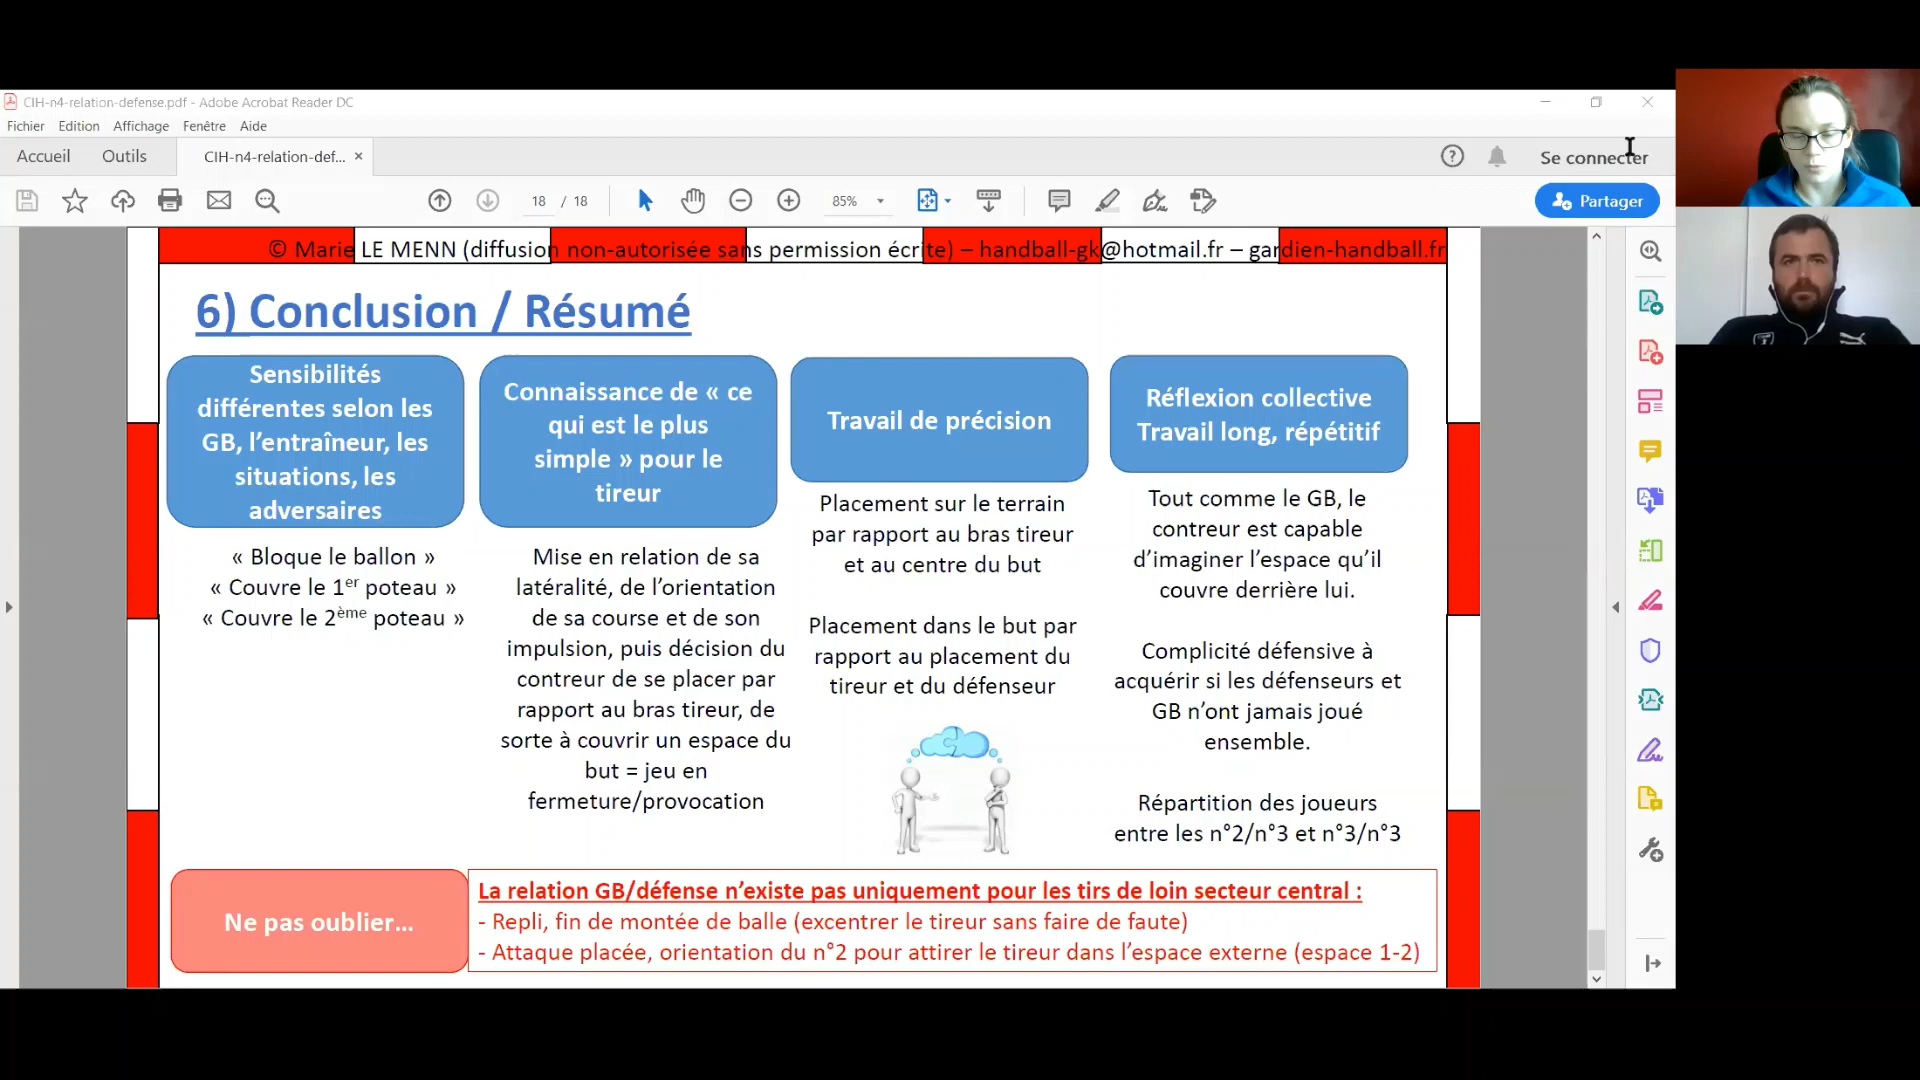 CIH-n4-relation-defense.pdf - Adobe Acrobat Reader DC
Fichier Edition Affichage Fenêtre Aide
Accueil Outils CIH-n4-relation-def... ×
Se connecter
18 / 18 85% Partager
© Marie LE MENN (diffusion non-autorisée sans permission écrite) – handball-gk@hotmail.fr – gardien-handball.fr
6) Conclusion / Résumé
Sensibilités
différentes selon les
GB, l’entraîneur, les
situations, les
adversaires
« Bloque le ballon »
« Couvre le 1er poteau »
« Couvre le 2ème poteau »
Connaissance de « ce
qui est le plus
simple » pour le
tireur
Mise en relation de sa
latéralité, de l’orientation
de sa course et de son
impulsion, puis décision du
contreur de se placer par
rapport au bras tireur, de
sorte à couvrir un espace du
but = jeu en
fermeture/provocation
Travail de précision
Placement sur le terrain
par rapport au bras tireur
et au centre du but
Placement dans le but par
rapport au placement du
tireur et du défenseur
Réflexion collective
Travail long, répétitif
Tout comme le GB, le
contreur est capable
d’imaginer l’espace qu’il
couvre derrière lui.
Complicité défensive à
acquérir si les défenseurs et
GB n’ont jamais joué
ensemble.
Répartition des joueurs
entre les n°2/n°3 et n°3/n°3
Ne pas oublier...
La relation GB/défense n’existe pas uniquement pour les tirs de loin secteur central :
- Repli, fin de montée de balle (excentrer le tireur sans faire de faute)
- Attaque placée, orientation du n°2 pour attirer le tireur dans l’espace externe (espace 1-2)